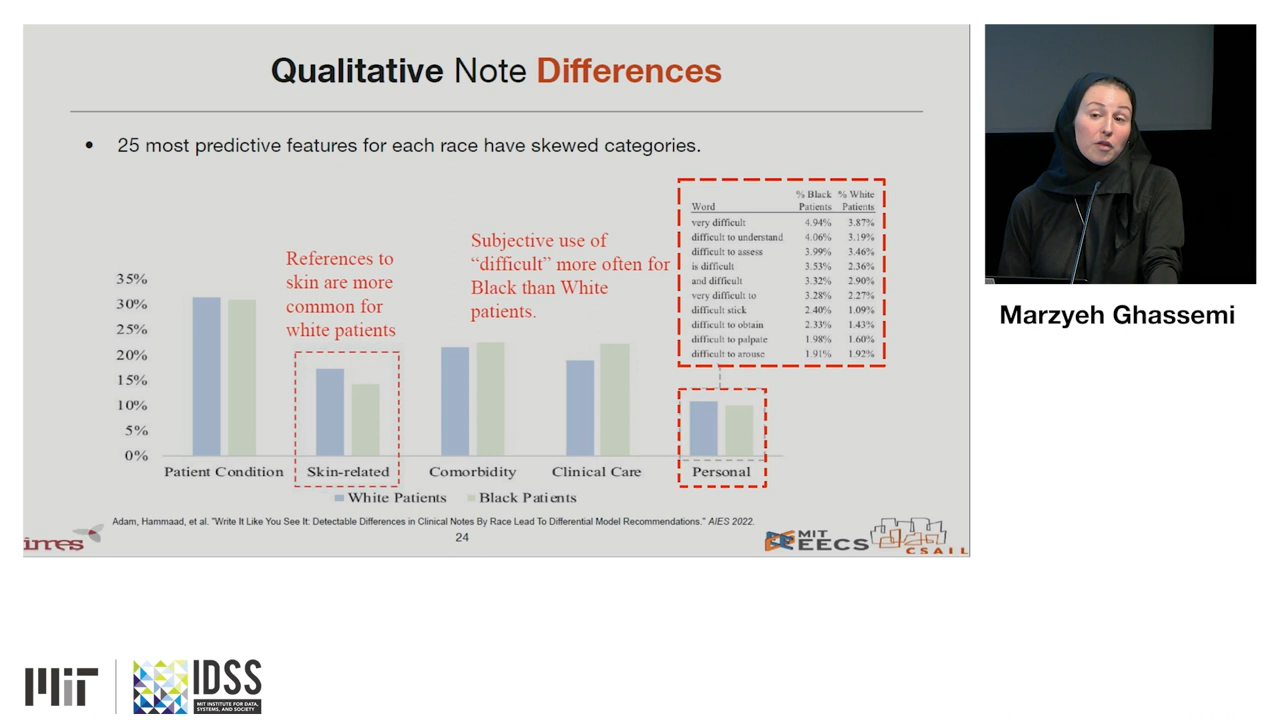 Qualitative Note Differences
• 25 most predictive features for each race have skewed categories.
References to
skin are more
common for
white patients
Subjective use of
“difficult” more often for
Black than White
patients.
% Black % White
Word Patients Patients
very difficult 4.94% 3.87%
difficult to understand 4.06% 3.19%
difficult to assess 3.99% 3.46%
is difficult 3.53% 2.36%
and difficult 3.32% 2.90%
very difficult to 3.28% 2.27%
difficult stick 2.40% 1.09%
difficult to obtain 2.33% 1.43%
difficult to palpate 1.98% 1.60%
difficult to arouse 1.91% 1.92%
35%
30%
25%
20%
15%
10%
5%
0%
Patient Condition Skin-related Comorbidity Clinical Care Personal
White Patients Black Patients
Adam, Hammaad, et al. "Write It Like You See It: Detectable Differences in Clinical Notes By Race Lead To Differential Model Recommendations." AIES 2022.
24
imes
MIT
EECS
CSAIL
Marzyeh Ghassemi
MIT
IDSS
MIT INSTITUTE FOR DATA,
SYSTEMS, AND SOCIETY